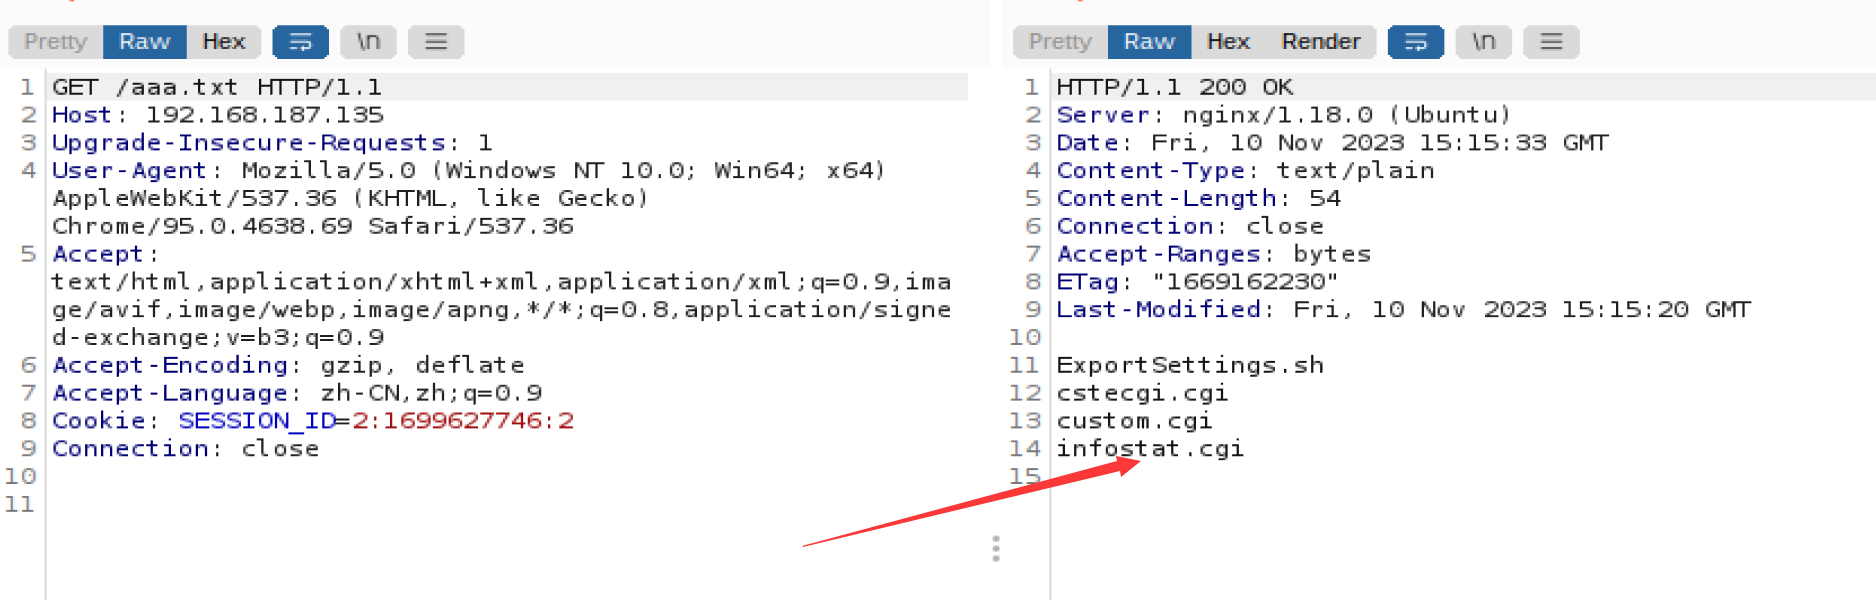 Pretty Raw Hex \n
1 GET /aaa.txt HTTP/1.1
2 Host: 192.168.187.135
3 Upgrade-Insecure-Requests: 1
4 User-Agent: Mozilla/5.0 (Windows NT 10.0; Win64; x64)
AppleWebKit/537.36 (KHTML, like Gecko)
Chrome/95.0.4638.69 Safari/537.36
5 Accept:
text/html,application/xhtml+xml,application/xml;q=0.9,ima
ge/avif,image/webp,image/apng,*/*;q=0.8,application/signe
d-exchange;v=b3;q=0.9
6 Accept-Encoding: gzip, deflate
7 Accept-Language: zh-CN,zh;q=0.9
8 Cookie: SESSION_ID=2:1699627746:2
9 Connection: close
10
11
Pretty Raw Hex Render \n
1 HTTP/1.1 200 OK
2 Server: nginx/1.18.0 (Ubuntu)
3 Date: Fri, 10 Nov 2023 15:15:33 GMT
4 Content-Type: text/plain
5 Content-Length: 54
6 Connection: close
7 Accept-Ranges: bytes
8 ETag: "1669162230"
9 Last-Modified: Fri, 10 Nov 2023 15:15:20 GMT
10
11 ExportSettings.sh
12 cstecgi.cgi
13 custom.cgi
14 infostat.cgi
15